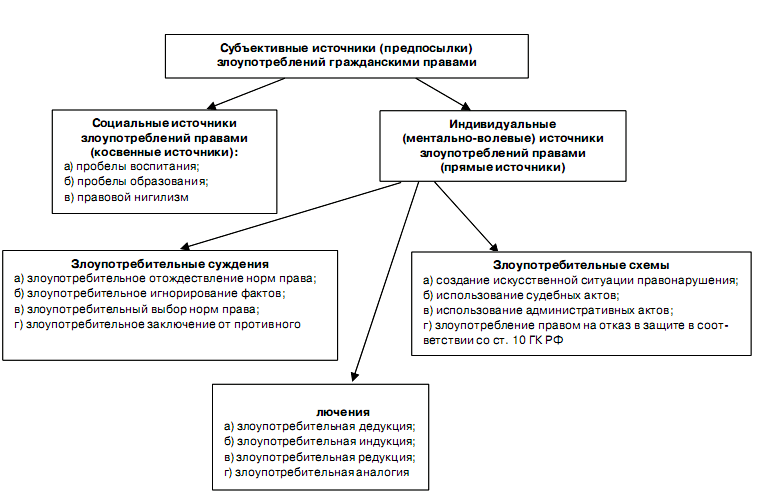 Субъективные источники (предпосылки)
злоупотреблений гражданскими правами
Социальные источники
злоупотреблений правами
(косвенные источники):
а) пробелы воспитания;
б) пробелы образования;
в) правовой нигилизм
Индивидуальные
(ментально-волевые) источники
злоупотреблений правами
(прямые источники)
Злоупотребительные суждения
а) злоупотребительное отождествление норм права;
б) злоупотребительное игнорирование фактов;
в) злоупотребительный выбор норм права;
г) злоупотребительное заключение от противного
Злоупотребительные схемы
а) создание искусственной ситуации правонарушения;
б) использование судебных актов;
в) использование административных актов;
г) злоупотребление правом на отказ в защите в соот-
ветствии со ст. 10 ГК РФ
лючения
а) злоупотребительная дедукция;
б) злоупотребительная индукция;
в) злоупотребительная редукция;
г) злоупотребительная аналогия